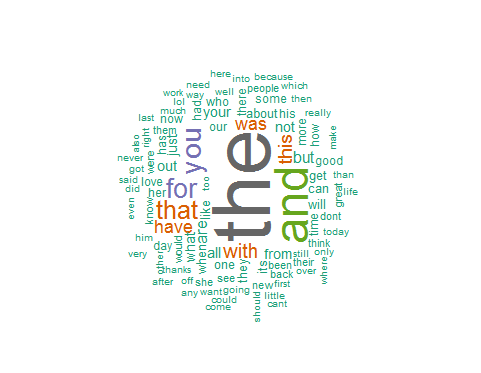 here into because
need people which
work way well there some then
lol who
much had your about his really
last now our was not more how make
also right them has just this
never were out you but good
got the get than
said love for and can life
did her too will great
even know that like time dont
have are today
him day what with from think
very other would when all its still only
thanks one they been their where
after off she see back over
any want going new first
could little
come should cant